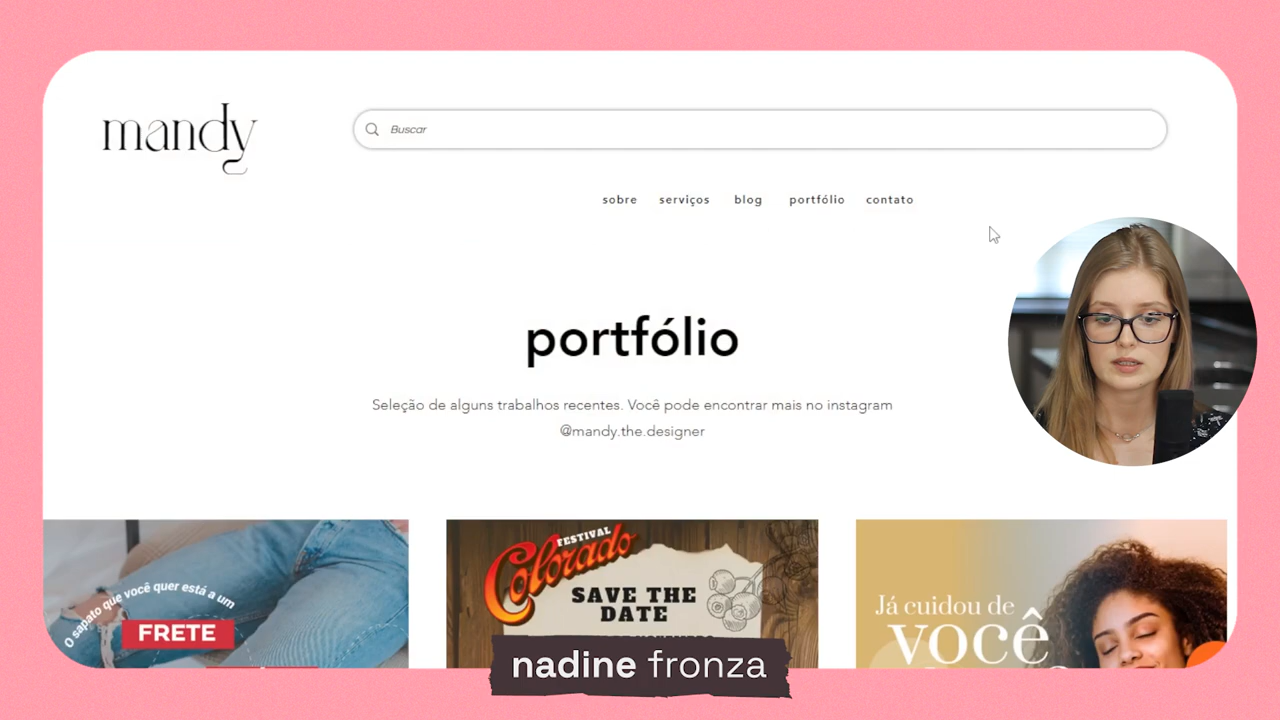 mandy
Buscar
sobre serviços blog portfólio contato
portfólio
Seleção de alguns trabalhos recentes. Você pode encontrar mais no instagram
@mandy.the.designer
O sapato que você quer está a um
FRETE
FESTIVAL
Colorado
SAVE THE
DATE
Já cuidou de
você
nadine fronza